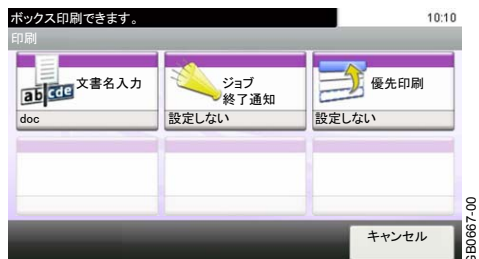 ボックス印刷できます。
10:10
印刷
ab cde
文書名入力
doc
ジョブ
終了通知
設定しない
優先印刷
設定しない
キャンセル
GB0667-00